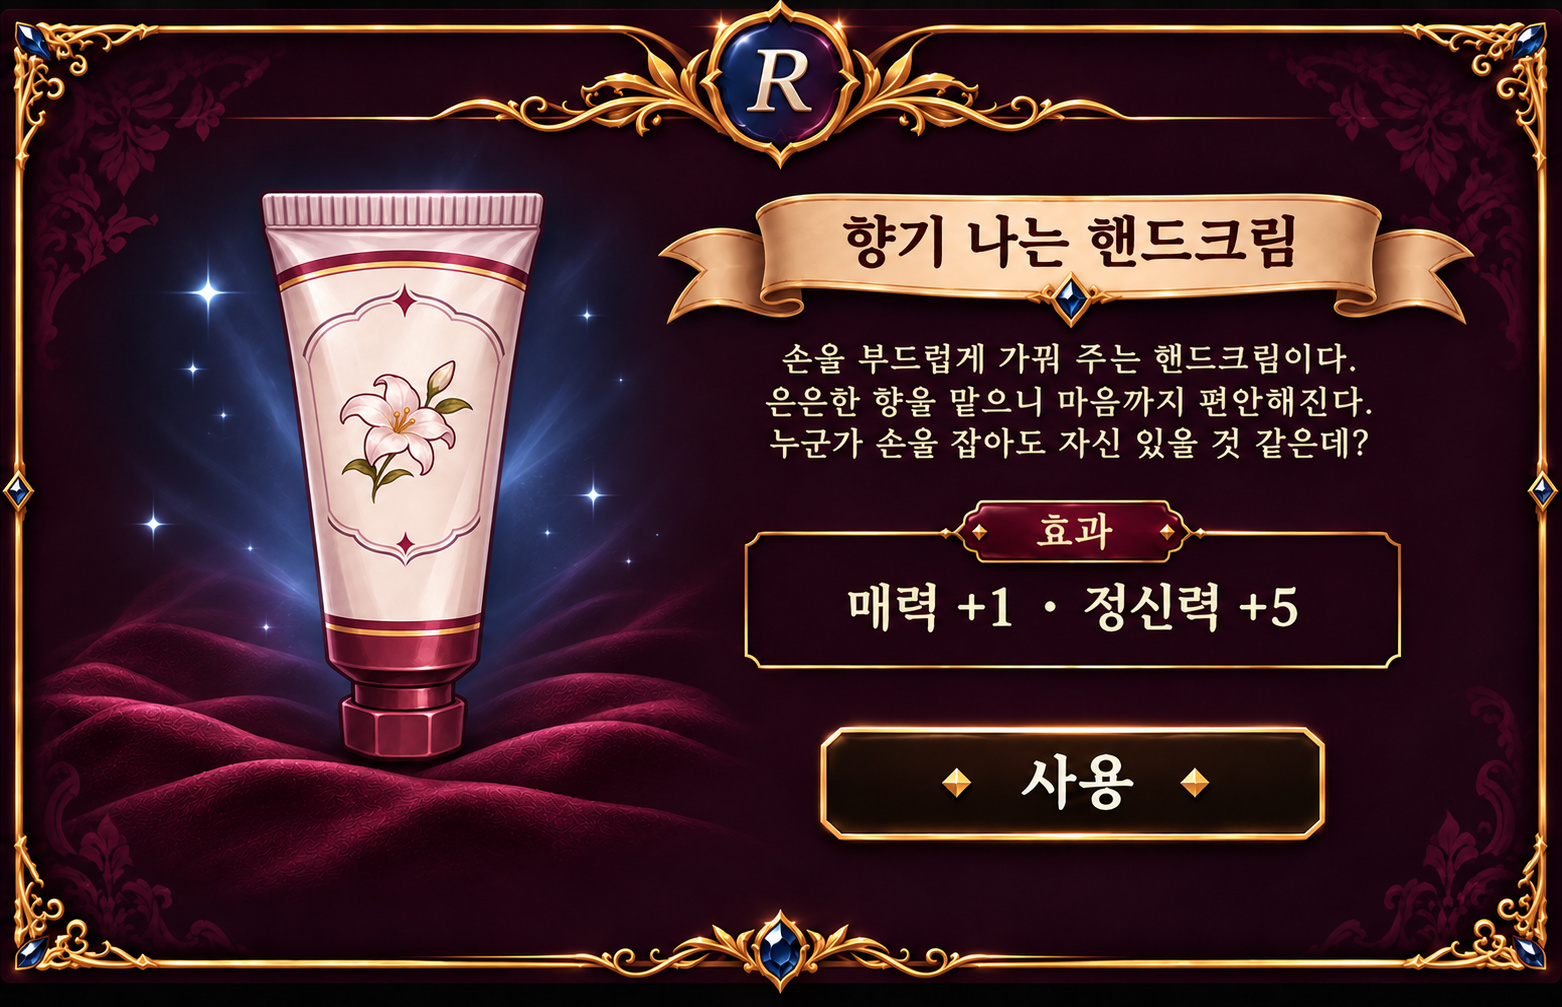 R
향기 나는 핸드크림
손을 부드럽게 가꿔 주는 핸드크림이다.
은은한 향을 맡으니 마음까지 편안해진다.
누군가 손을 잡아도 자신 있을 것 같은데?
효과
매력 +1 · 정신력 +5
사용